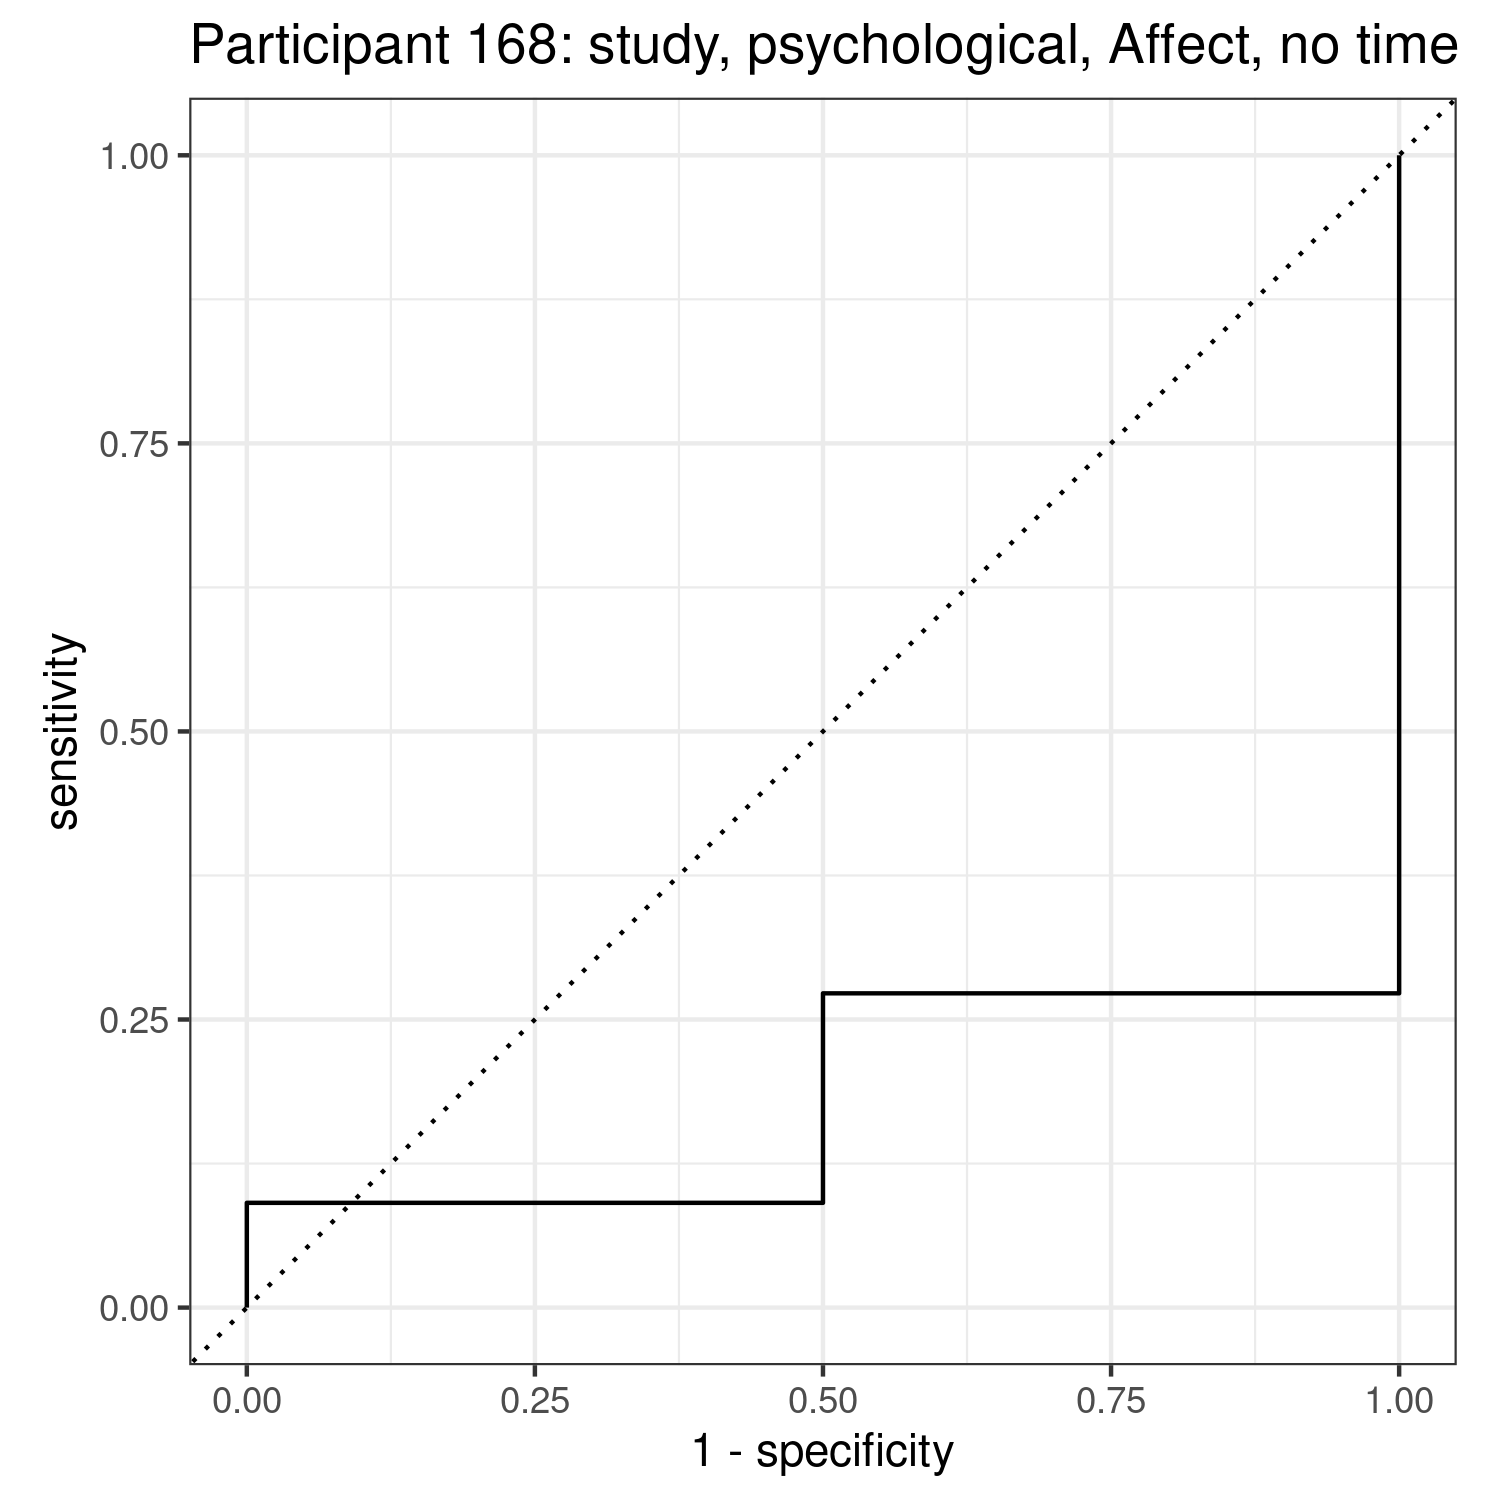 Participant 168: study, psychological, Affect, no time
1.00
0.75
0.50
0.25
0.00
sensitivity
0.00 0.25 0.50 0.75 1.00
1 - specificity